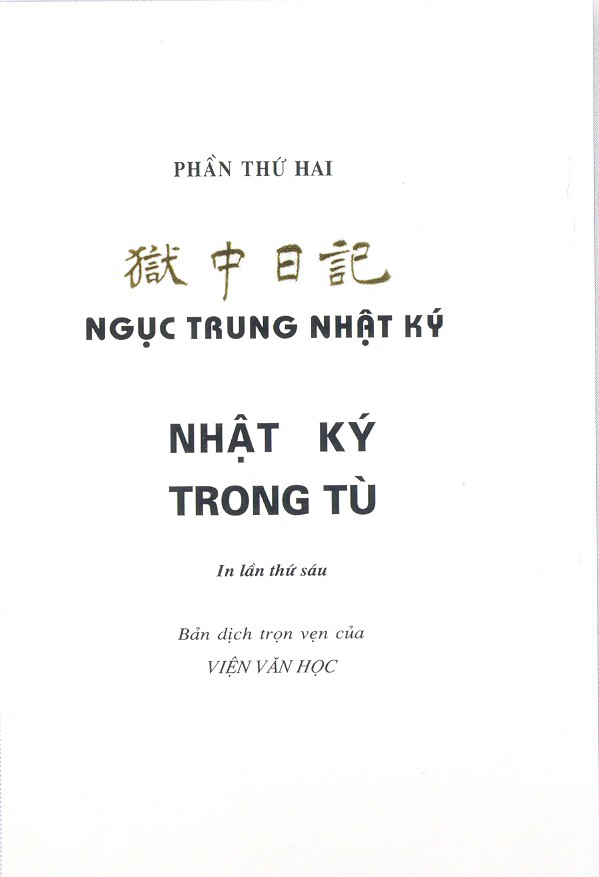 PHẦN THỨ HAI
獄中日記
NGỤC TRUNG NHẬT KÝ
NHẬT KÝ
TRONG TÙ
In lần thứ sáu
Bản dịch trọn vẹn của
VIỆN VĂN HỌC